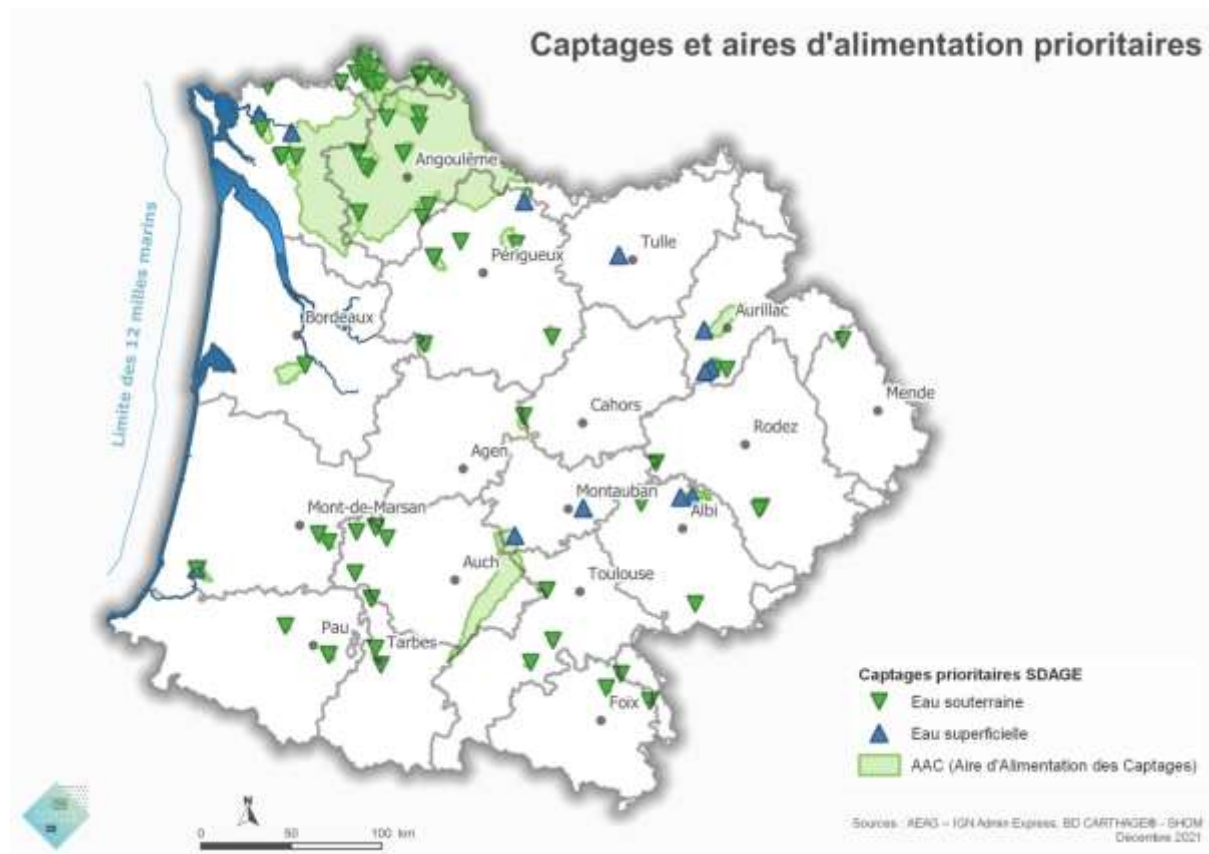 Captages et aires d'alimentation prioritaires
Limite des 12 milles marins
Angoulême
Périgueux
Tulle
Bordeaux
Aurillac
Mende
Cahors
Rodez
Agen
Montauban
Albi
Mont-de-Marsan
Auch
Toulouse
Pau
Tarbes
Foix
Captages prioritaires SDAGE
Eau souterraine
Eau superficielle
AAC (Aire d'Alimentation des Captages)
N
0 50 100 km
Sources : AEAG – IGN Admin Express, BD CARTHAGE® - SHOM
Décembre 2021